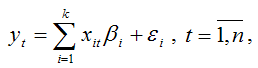 $y_t = \sum_{i=1}^{k} x_{it} \beta_i + \varepsilon_i \ , \ t = \overline{1,n} \, ,$